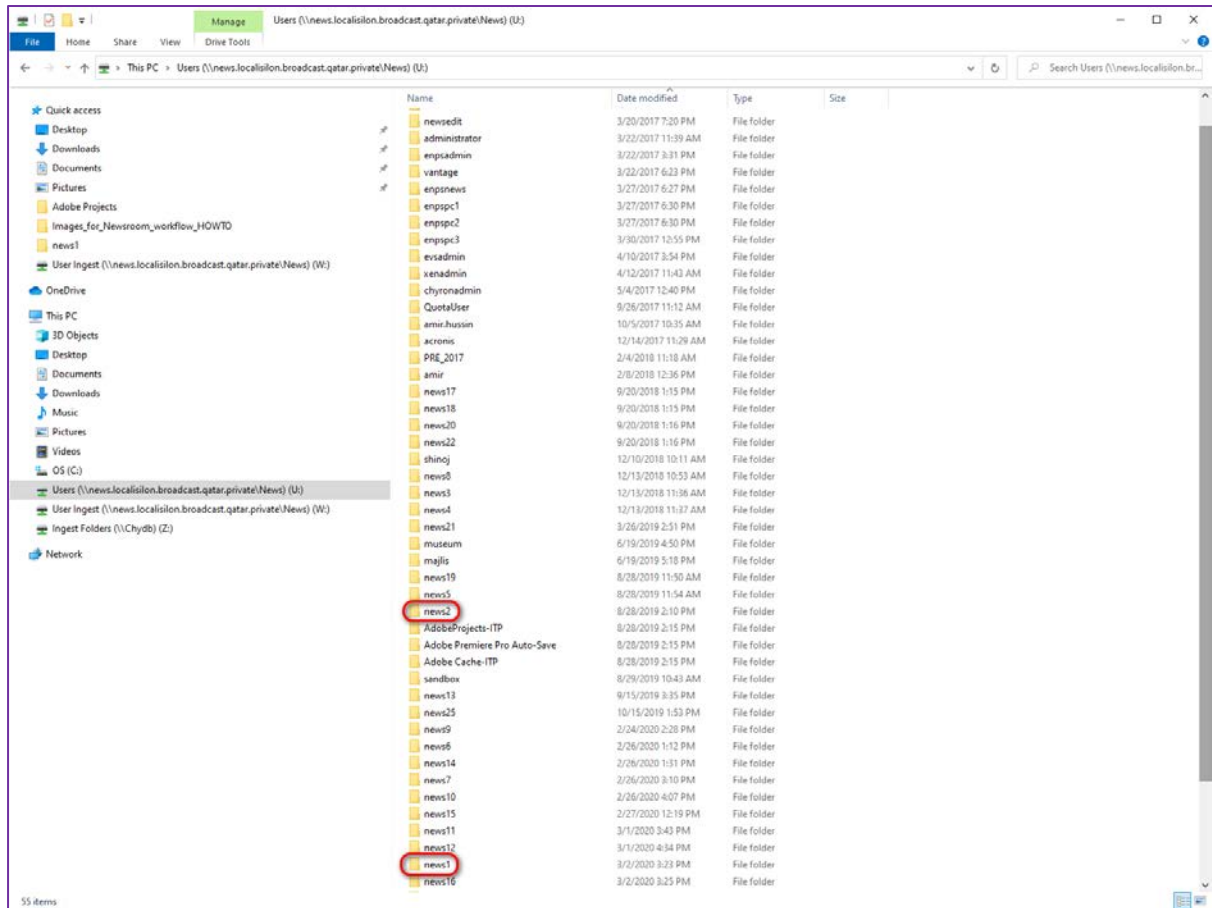 Manage Users (\\news.localisilon.broadcast.qatar.private\News) (U:)
File Home Share View Drive Tools
This PC > Users (\\news.localisilon.broadcast.qatar.private\News) (U:)
Search Users (\\news.localisilon.br...
Quick access
Desktop
Downloads
Documents
Pictures
Adobe Projects
Images_for_Newsroom_workflow_HOWTO
news1
User Ingest (\\news.localisilon.broadcast.qatar.private\News) (W:)
OneDrive
This PC
3D Objects
Desktop
Documents
Downloads
Music
Pictures
Videos
OS (C:)
Users (\\news.localisilon.broadcast.qatar.private\News) (U:)
User Ingest (\\news.localisilon.broadcast.qatar.private\News) (W:)
Ingest Folders (\\Chydb) (Z:)
Network
Name Date modified Type Size
newsedit 3/20/2017 7:20 PM File folder
administrator 3/22/2017 11:39 AM File folder
enpsadmin 3/22/2017 3:31 PM File folder
vantage 3/22/2017 6:23 PM File folder
enpsnews 3/27/2017 6:27 PM File folder
enpspc1 3/27/2017 6:30 PM File folder
enpspc2 3/27/2017 6:30 PM File folder
enpspc3 3/30/2017 12:55 PM File folder
evsadmin 4/10/2017 3:54 PM File folder
xenadmin 4/12/2017 11:43 AM File folder
chyronadmin 5/4/2017 12:40 PM File folder
QuotaUser 9/26/2017 11:12 AM File folder
amir.hussin 10/5/2017 10:35 AM File folder
acronis 12/14/2017 11:29 AM File folder
PRE_2017 2/4/2018 11:18 AM File folder
amir 2/8/2018 12:36 PM File folder
news17 9/20/2018 1:15 PM File folder
news18 9/20/2018 1:15 PM File folder
news20 9/20/2018 1:16 PM File folder
news22 9/20/2018 1:16 PM File folder
shinoj 12/10/2018 10:11 AM File folder
news8 12/13/2018 10:53 AM File folder
news3 12/13/2018 11:36 AM File folder
news4 12/13/2018 11:37 AM File folder
news21 3/26/2019 2:51 PM File folder
museum 6/19/2019 4:50 PM File folder
majlis 6/19/2019 5:18 PM File folder
news19 8/28/2019 11:50 AM File folder
news5 8/28/2019 11:54 AM File folder
news2 8/28/2019 2:10 PM File folder
AdobeProjects-ITP 8/28/2019 2:15 PM File folder
Adobe Premiere Pro Auto-Save 8/28/2019 2:15 PM File folder
Adobe Cache-ITP 8/28/2019 2:15 PM File folder
sandbox 8/29/2019 10:43 AM File folder
news13 9/15/2019 3:35 PM File folder
news25 10/15/2019 1:53 PM File folder
news9 2/24/2020 2:28 PM File folder
news6 2/26/2020 1:12 PM File folder
news14 2/26/2020 1:31 PM File folder
news7 2/26/2020 3:10 PM File folder
news10 2/26/2020 4:07 PM File folder
news15 2/27/2020 12:19 PM File folder
news11 3/1/2020 3:43 PM File folder
news12 3/1/2020 4:34 PM File folder
news1 3/2/2020 3:23 PM File folder
news16 3/2/2020 3:25 PM File folder
55 items